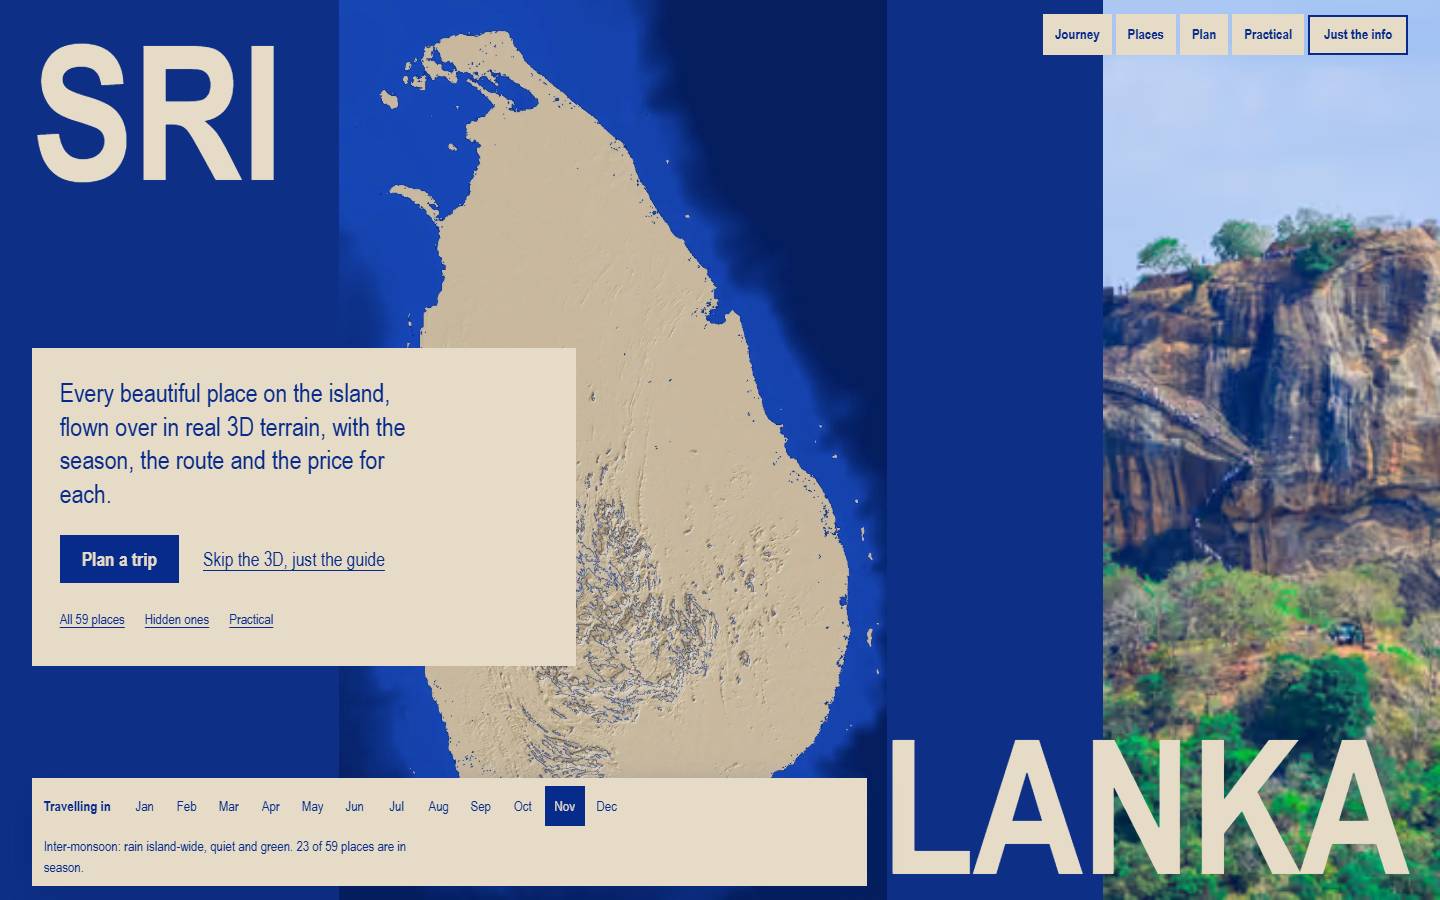 SRI
Journey
Places
Plan
Practical
Just the info
Every beautiful place on the island,
flown over in real 3D terrain, with the
season, the route and the price for
each.
Plan a trip
Skip the 3D, just the guide
All 59 places
Hidden ones
Practical
Travelling in Jan Feb Mar Apr May Jun Jul Aug Sep Oct Nov Dec
Inter-monsoon: rain island-wide, quiet and green. 23 of 59 places are in
season.
LANKA